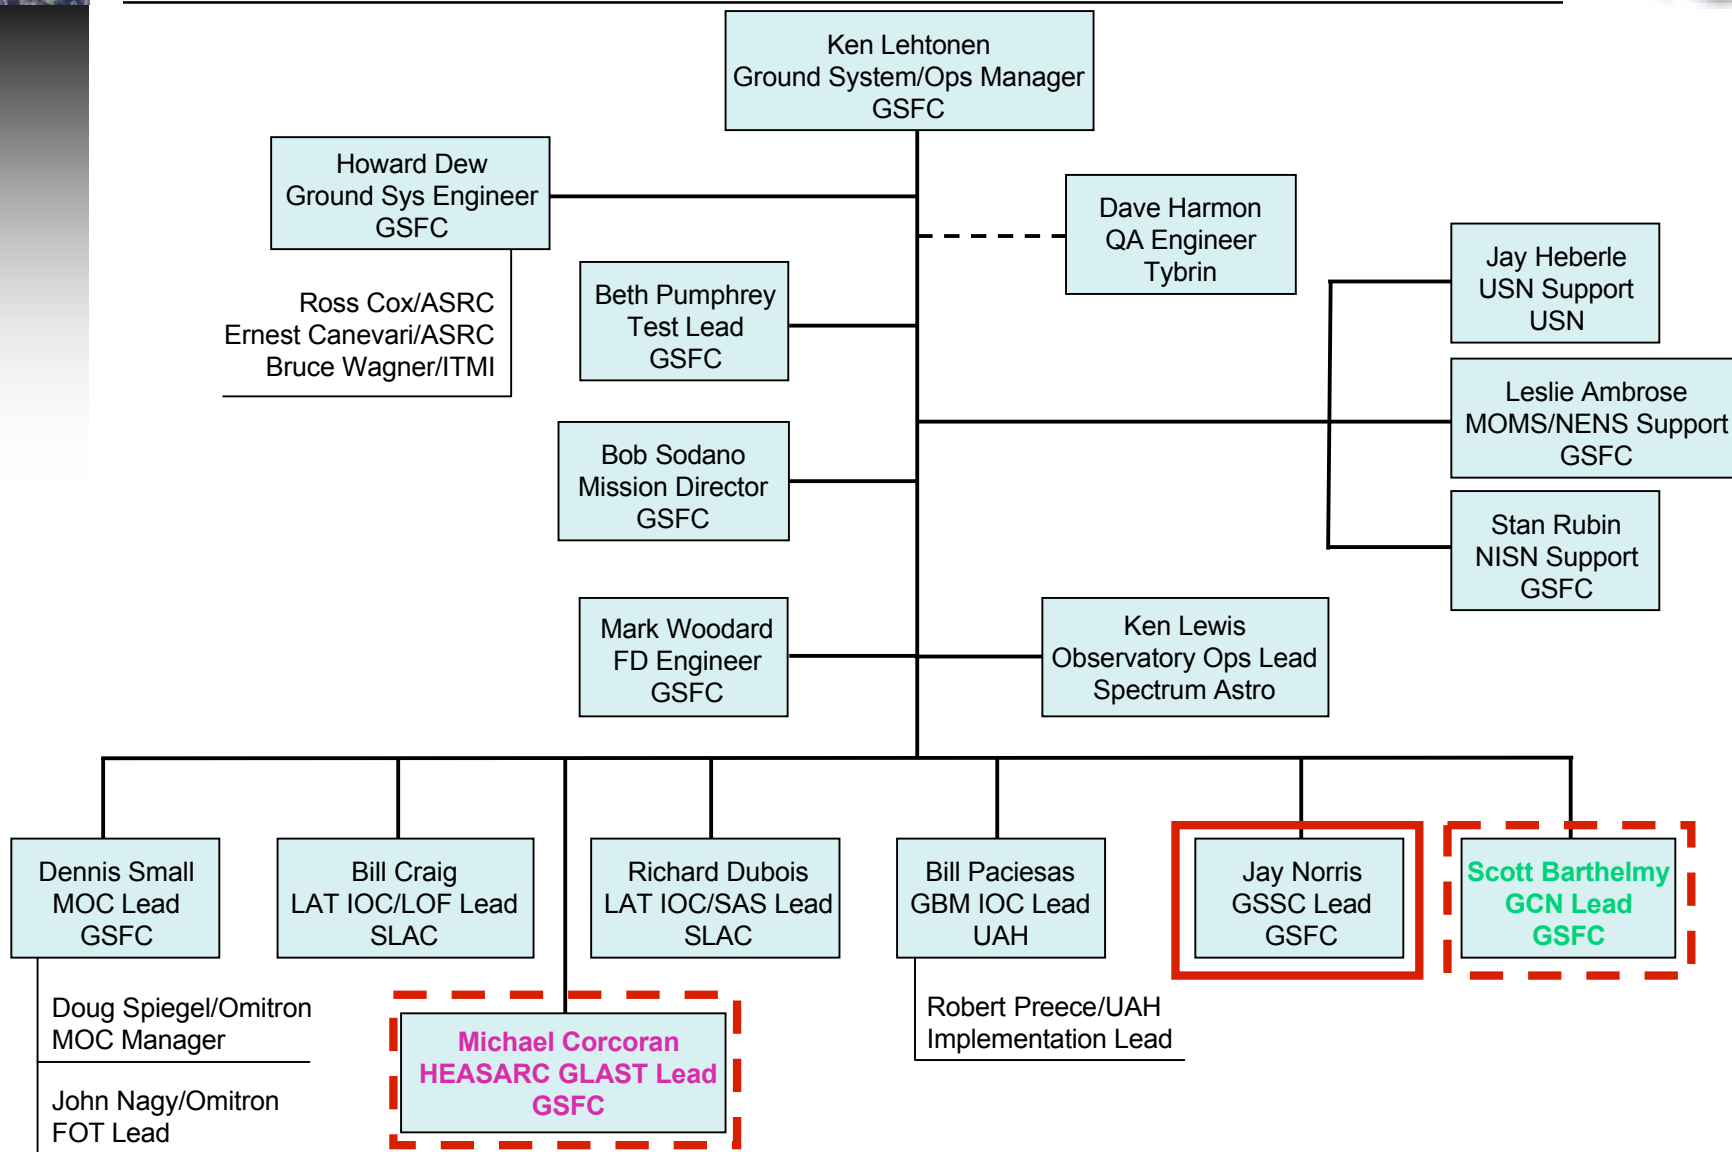 Ken Lehtonen
Ground System/Ops Manager
GSFC
Howard Dew
Ground Sys Engineer
GSFC
Ross Cox/ASRC
Ernest Canevari/ASRC
Bruce Wagner/ITMI
Beth Pumphrey
Test Lead
GSFC
Dave Harmon
QA Engineer
Tybrin
Jay Heberle
USN Support
USN
Leslie Ambrose
MOMS/NENS Support
GSFC
Bob Sodano
Mission Director
GSFC
Stan Rubin
NISN Support
GSFC
Mark Woodard
FD Engineer
GSFC
Ken Lewis
Observatory Ops Lead
Spectrum Astro
Dennis Small
MOC Lead
GSFC
Doug Spiegel/Omitron
MOC Manager
John Nagy/Omitron
FOT Lead
Bill Craig
LAT IOC/LOF Lead
SLAC
Michael Corcoran
HEASARC GLAST Lead
GSFC
Richard Dubois
LAT IOC/SAS Lead
SLAC
Bill Paciesas
GBM IOC Lead
UAH
Robert Preece/UAH
Implementation Lead
Jay Norris
GSSC Lead
GSFC
Scott Barthelmy
GCN Lead
GSFC